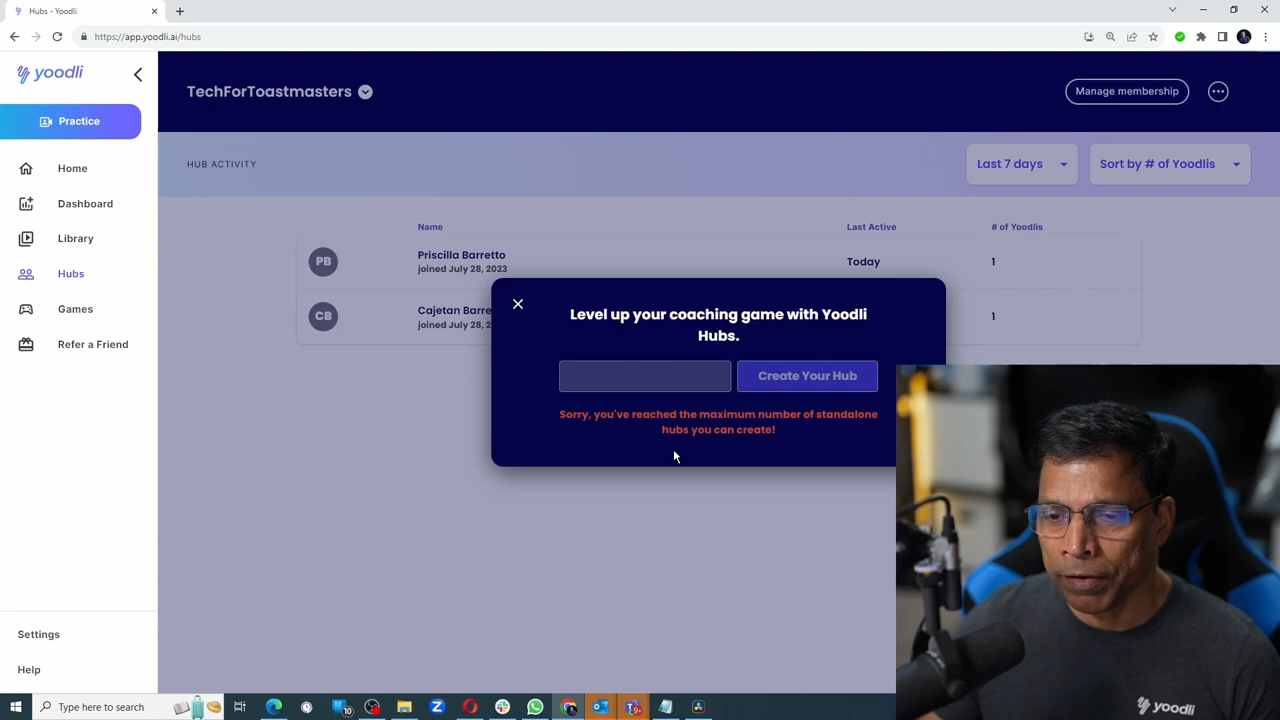 Hubs - Yoodli
https://app.yoodli.ai/hubs
yoodli
TechForToastmasters
Manage membership
Practice
HUB ACTIVITY
Last 7 days
Sort by # of Yoodlis
Home
Dashboard
Library
Hubs
Games
Refer a Friend
Settings
Help
Name
Last Active
# of Yoodlis
PB
Priscilla Barretto
joined July 28, 2023
Today
1
CB
Cajetan Barre
joined July 28, 2
1
Level up your coaching game with Yoodli
Hubs.
Create Your Hub
Sorry, you've reached the maximum number of standalone
hubs you can create!
yoodli
Type here to search
10
9+